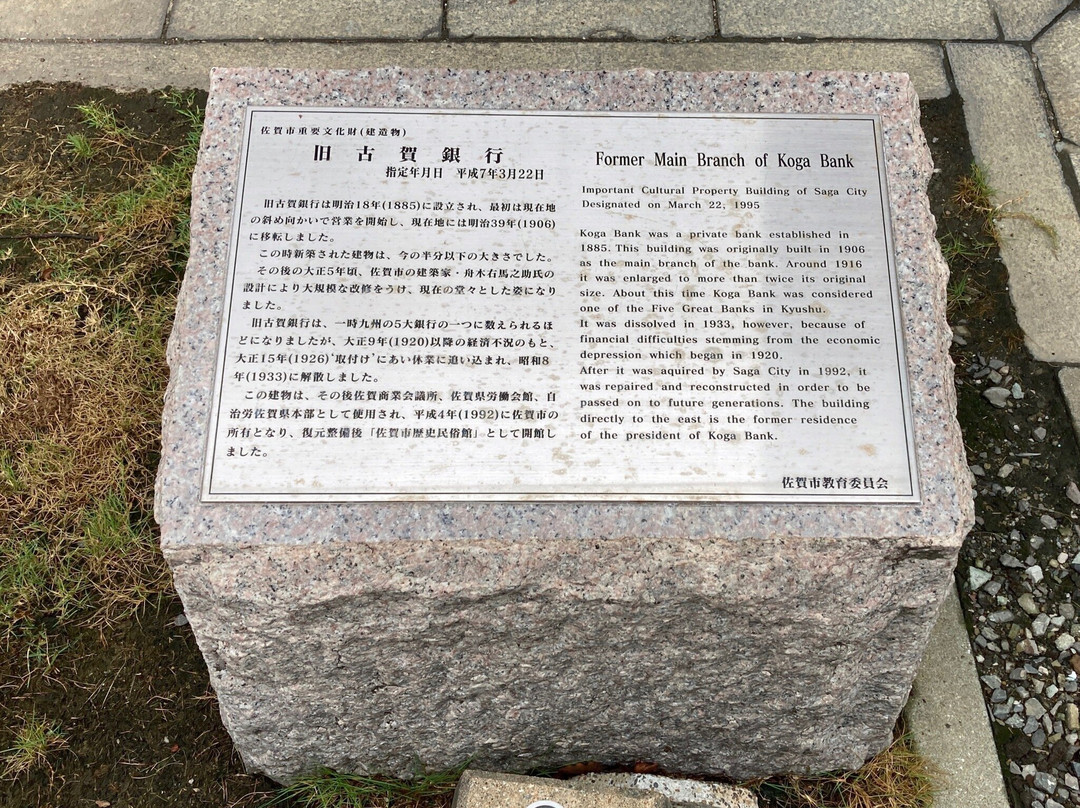 佐賀市重要文化財(建造物)
旧古賀銀行
指定年月日　平成7年3月22日
旧古賀銀行は明治18年(1885)に設立され、最初は現在地
の斜め向かいで営業を開始し、現在地には明治39年(1906)
に移転しました。
この時新築された建物は、今の半分以下の大きさでした。
その後の大正5年頃、佐賀市の建築家・舟木右馬之助氏の
設計により大規模な改修をうけ、現在の堂々とした姿になり
ました。
旧古賀銀行は、一時九州の5大銀行の一つに数えられるほ
どになりましたが、大正9年(1920)以降の経済不況のもと、
大正15年(1926)‘取付け’にあい休業に追い込まれ、昭和8
年(1933)に解散しました。
この建物は、その後佐賀商業会議所、佐賀県労働会館、自
治労佐賀県本部として使用され、平成4年(1992)に佐賀市の
所有となり、復元整備後「佐賀市歴史民俗館」として開館し
ました。
Former Main Branch of Koga Bank
Important Cultural Property Building of Saga City
Designated on March 22, 1995
Koga Bank was a private bank established in
1885. This building was originally built in 1906
as the main branch of the bank. Around 1916
it was enlarged to more than twice its original
size. About this time Koga Bank was considered
one of the Five Great Banks in Kyushu.
It was dissolved in 1933, however, because of
financial difficulties stemming from the economic
depression which began in 1920.
After it was aquired by Saga City in 1992, it
was repaired and reconstructed in order to be
passed on to future generations. The building
directly to the east is the former residence
of the president of Koga Bank.
佐賀市教育委員会